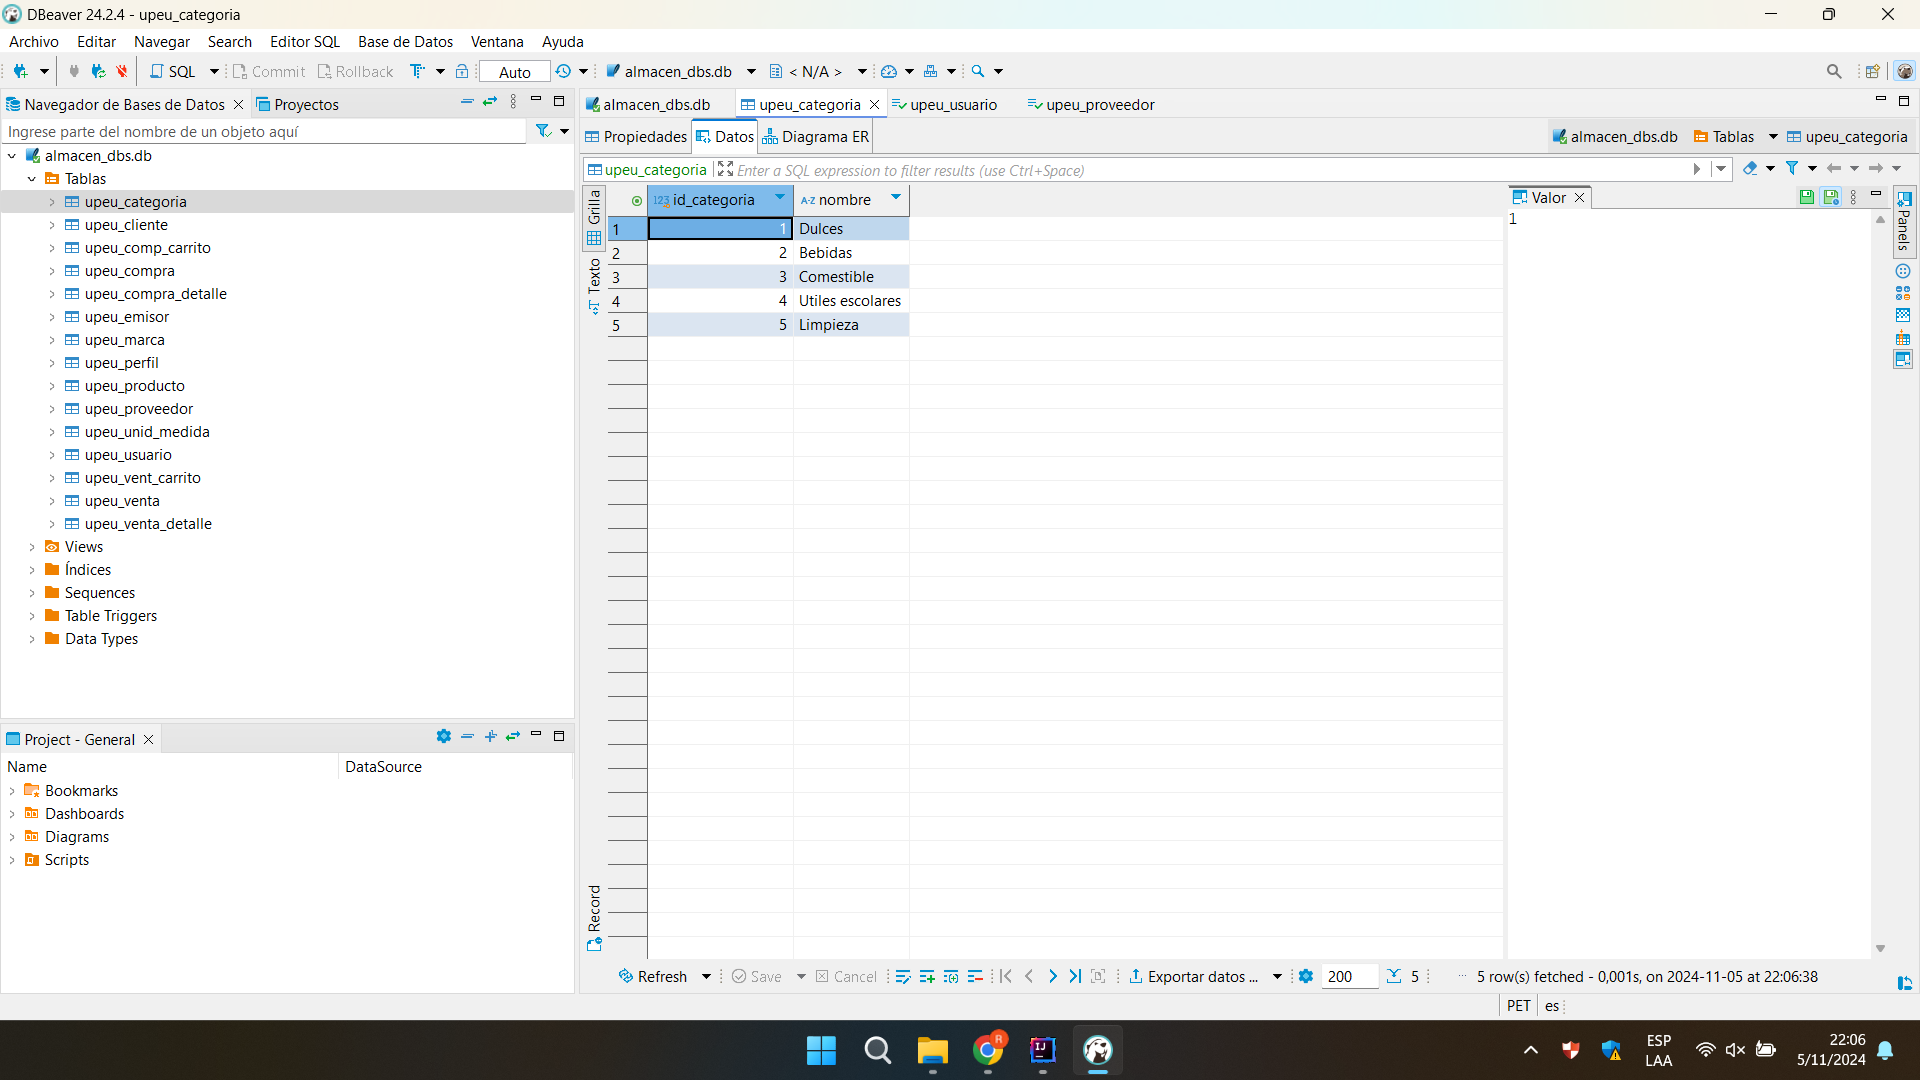 DBeaver 24.2.4 - upeu_categoria
Archivo Editar Navegar Search Editor SQL Base de Datos Ventana Ayuda
SQL Commit Rollback Auto almacen_dbs.db < N/A >
Navegador de Bases de Datos Proyectos
Ingrese parte del nombre de un objeto aquí
almacen_dbs.db
Tablas
upeu_categoria
upeu_cliente
upeu_comp_carrito
upeu_compra
upeu_compra_detalle
upeu_emisor
upeu_marca
upeu_perfil
upeu_producto
upeu_proveedor
upeu_unid_medida
upeu_usuario
upeu_vent_carrito
upeu_venta
upeu_venta_detalle
Views
Índices
Sequences
Table Triggers
Data Types
Project - General
Name DataSource
Bookmarks
Dashboards
Diagrams
Scripts
almacen_dbs.db upeu_categoria upeu_usuario upeu_proveedor
Propiedades Datos Diagrama ER almacen_dbs.db Tablas upeu_categoria
upeu_categoria Enter a SQL expression to filter results (use Ctrl+Space)
Grilla
Texto
Record
123 id_categoria A-Z nombre
1 1 Dulces
2 2 Bebidas
3 3 Comestible
4 4 Utiles escolares
5 5 Limpieza
Valor
1
Panels
Refresh Save Cancel Exportar datos ... 200 5 5 row(s) fetched - 0,001s, on 2024-11-05 at 22:06:38
PET es
R
IJ
ESP
LAA
22:06
5/11/2024